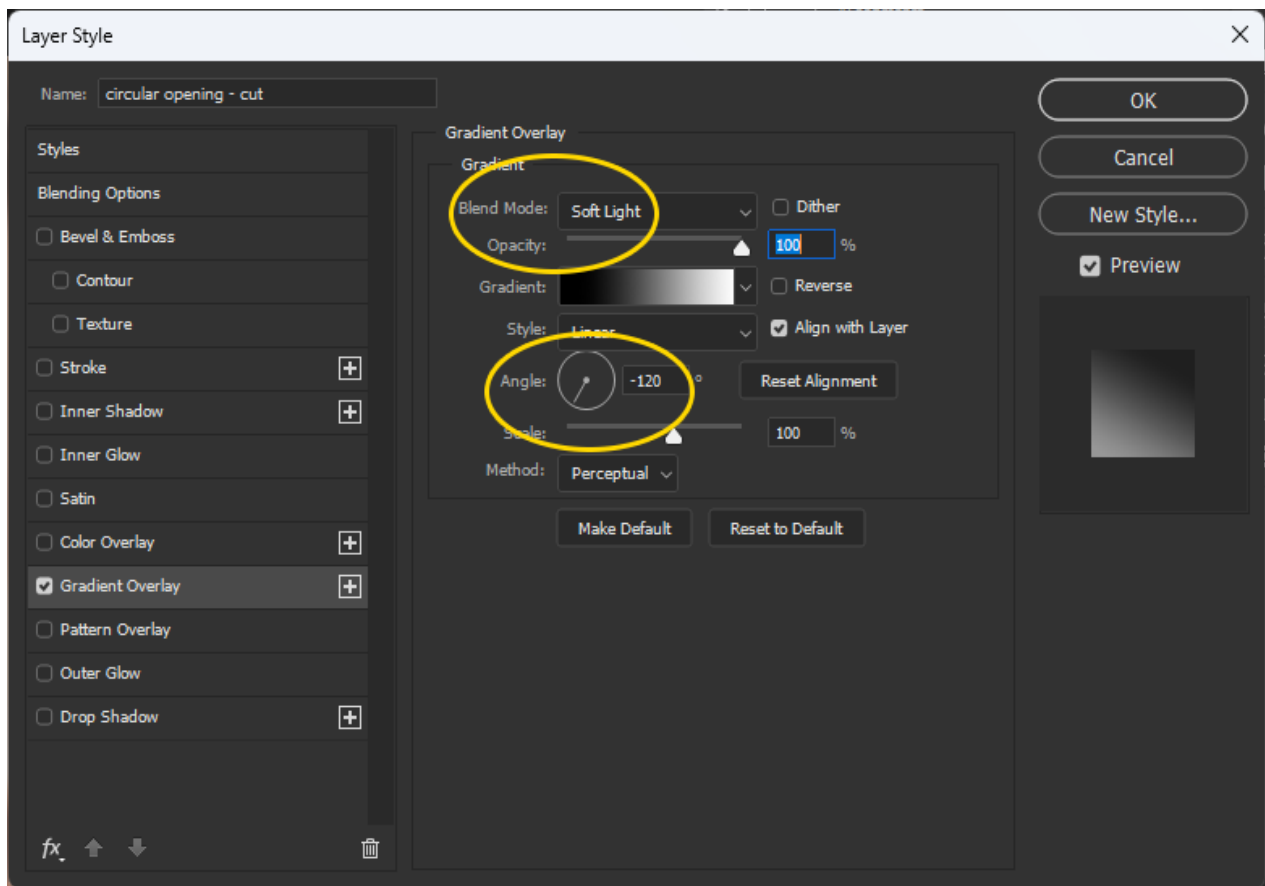 Layer Style
Name: circular opening - cut
Styles
Blending Options
Bevel & Emboss
Contour
Texture
Stroke
Inner Shadow
Inner Glow
Satin
Color Overlay
Gradient Overlay
Pattern Overlay
Outer Glow
Drop Shadow
fx
Gradient Overlay
Gradient
Blend Mode: Soft Light Dither
Opacity: 100 %
Gradient: Reverse
Style: Linear Align with Layer
Angle: -120 ° Reset Alignment
Scale: 100 %
Method: Perceptual
Make Default Reset to Default
OK
Cancel
New Style...
Preview